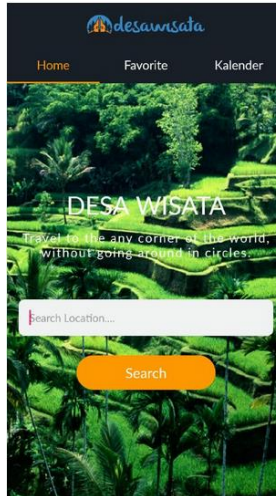 desawisata
Home Favorite Kalender
DESA WISATA
Travel to the any corner of the world,
without going around in circles.
Search Location....
Search